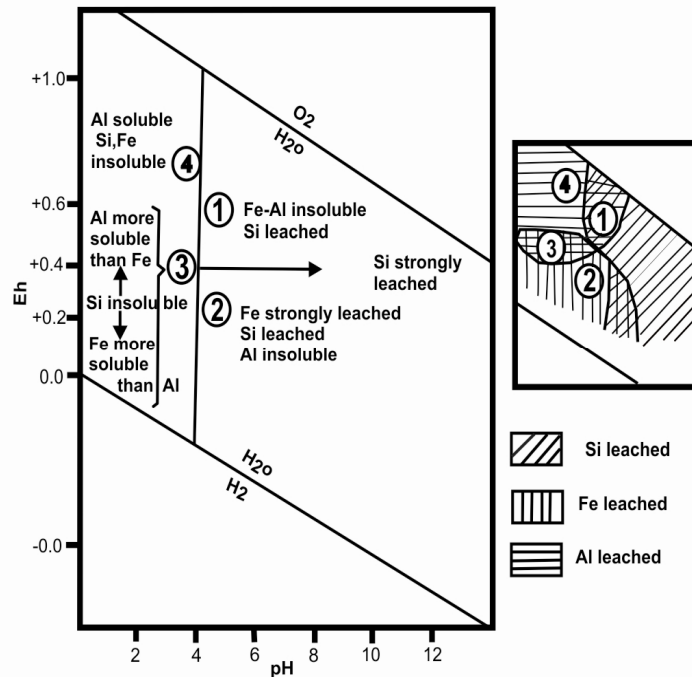 +1.0
+0.6
+0.4
+0.2
0.0
-0.0
Eh
2
4
6
8
10
12
pH
O2
H2o
H2o
H2
Al soluble
Si,Fe
insoluble
4
Al more
soluble
than Fe
Si insoluble
Fe more
soluble
than Al
3
1
Fe-Al insoluble
Si leached
Si strongly
leached
2
Fe strongly leached
Si leached
Al insoluble
4
1
3
2
Si leached
Fe leached
Al leached